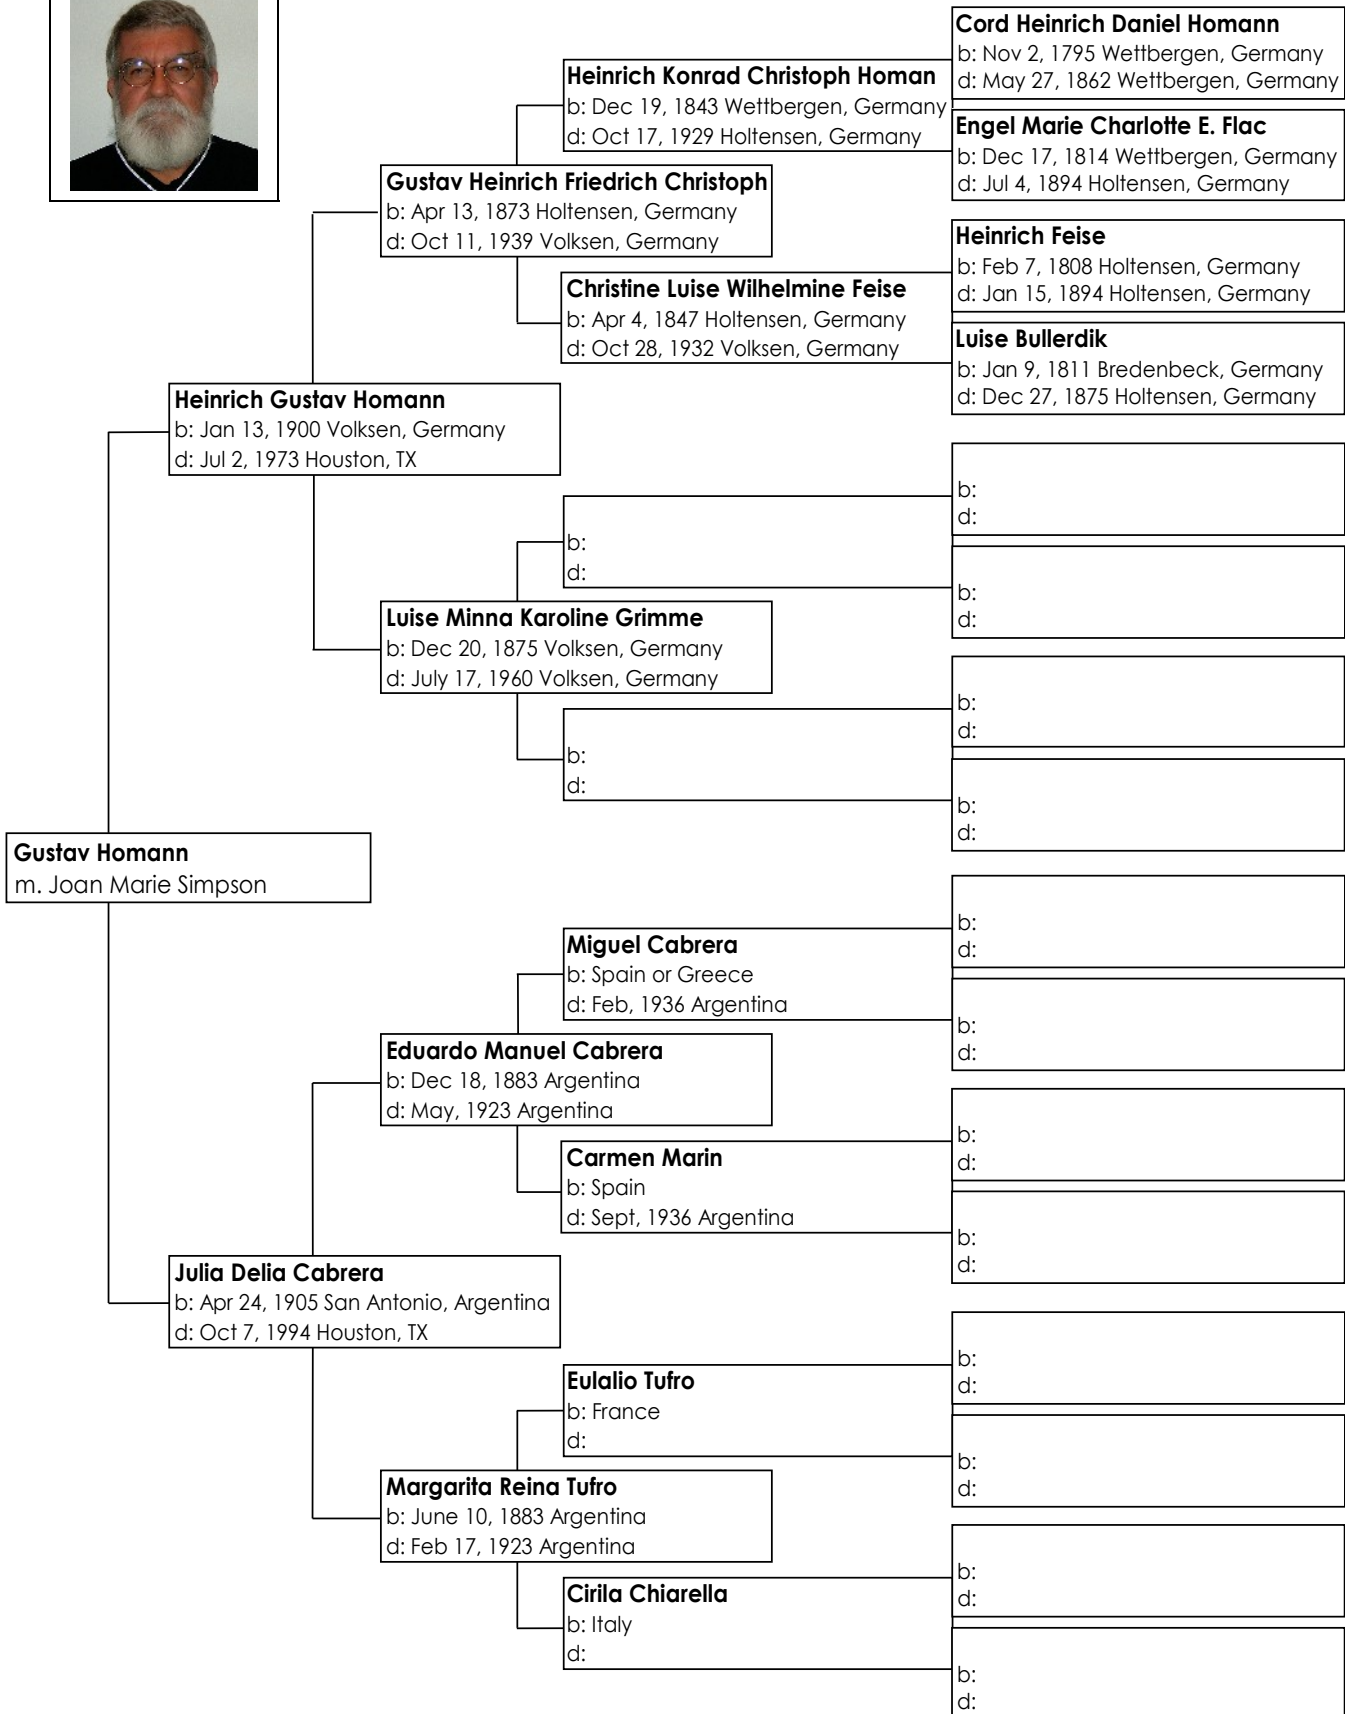 Cord Heinrich Daniel Homann
b: Nov 2, 1795 Wettbergen, Germany
d: May 27, 1862 Wettbergen, Germany
Heinrich Konrad Christoph Homan
b: Dec 19, 1843 Wettbergen, Germany
d: Oct 17, 1929 Holtensen, Germany
Engel Marie Charlotte E. Flac
b: Dec 17, 1814 Wettbergen, Germany
d: Jul 4, 1894 Holtensen, Germany
Gustav Heinrich Friedrich Christoph
b: Apr 13, 1873 Holtensen, Germany
d: Oct 11, 1939 Volksen, Germany
Heinrich Feise
b: Feb 7, 1808 Holtensen, Germany
d: Jan 15, 1894 Holtensen, Germany
Christine Luise Wilhelmine Feise
b: Apr 4, 1847 Holtensen, Germany
d: Oct 28, 1932 Volksen, Germany
Luise Bullerdik
b: Jan 9, 1811 Bredenbeck, Germany
d: Dec 27, 1875 Holtensen, Germany
Heinrich Gustav Homann
b: Jan 13, 1900 Volksen, Germany
d: Jul 2, 1973 Houston, TX
b:
d:
b:
d:
b:
d:
Luise Minna Karoline Grimme
b: Dec 20, 1875 Volksen, Germany
d: July 17, 1960 Volksen, Germany
b:
d:
b:
d:
b:
d:
Gustav Homann
m. Joan Marie Simpson
b:
d:
Miguel Cabrera
b: Spain or Greece
d: Feb, 1936 Argentina
b:
d:
Eduardo Manuel Cabrera
b: Dec 18, 1883 Argentina
d: May, 1923 Argentina
b:
d:
Carmen Marin
b: Spain
d: Sept, 1936 Argentina
b:
d:
Julia Delia Cabrera
b: Apr 24, 1905 San Antonio, Argentina
d: Oct 7, 1994 Houston, TX
b:
d:
Eulalio Tufro
b: France
d:
b:
d:
Margarita Reina Tufro
b: June 10, 1883 Argentina
d: Feb 17, 1923 Argentina
b:
d:
Cirila Chiarella
b: Italy
d:
b:
d: